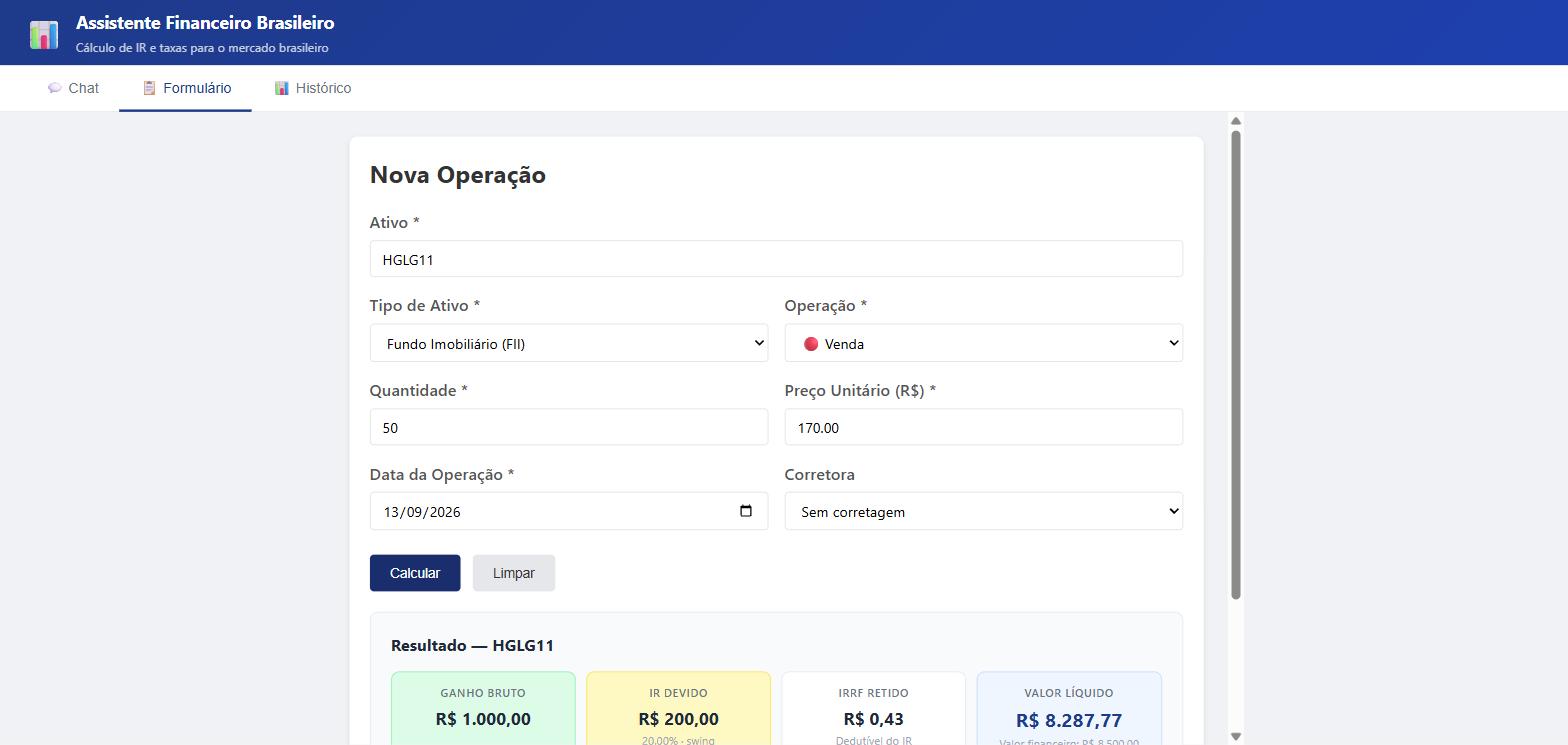 Assistente Financeiro Brasileiro
Cálculo de IR e taxas para o mercado brasileiro
Chat Formulário Histórico
Nova Operação
Ativo *
HGLG11
Tipo de Ativo * Operação *
Fundo Imobiliário (FII) Venda
Quantidade * Preço Unitário (R$) *
50 170.00
Data da Operação * Corretora
13/09/2026 Sem corretagem
Calcular Limpar
Resultado — HGLG11
GANHO BRUTO IR DEVIDO IRRF RETIDO VALOR LÍQUIDO
R$ 1.000,00 R$ 200,00 R$ 0,43 R$ 8.287,77
20.00% · swing Dedutível do IR Valor financeiro: R$ 8.500,00